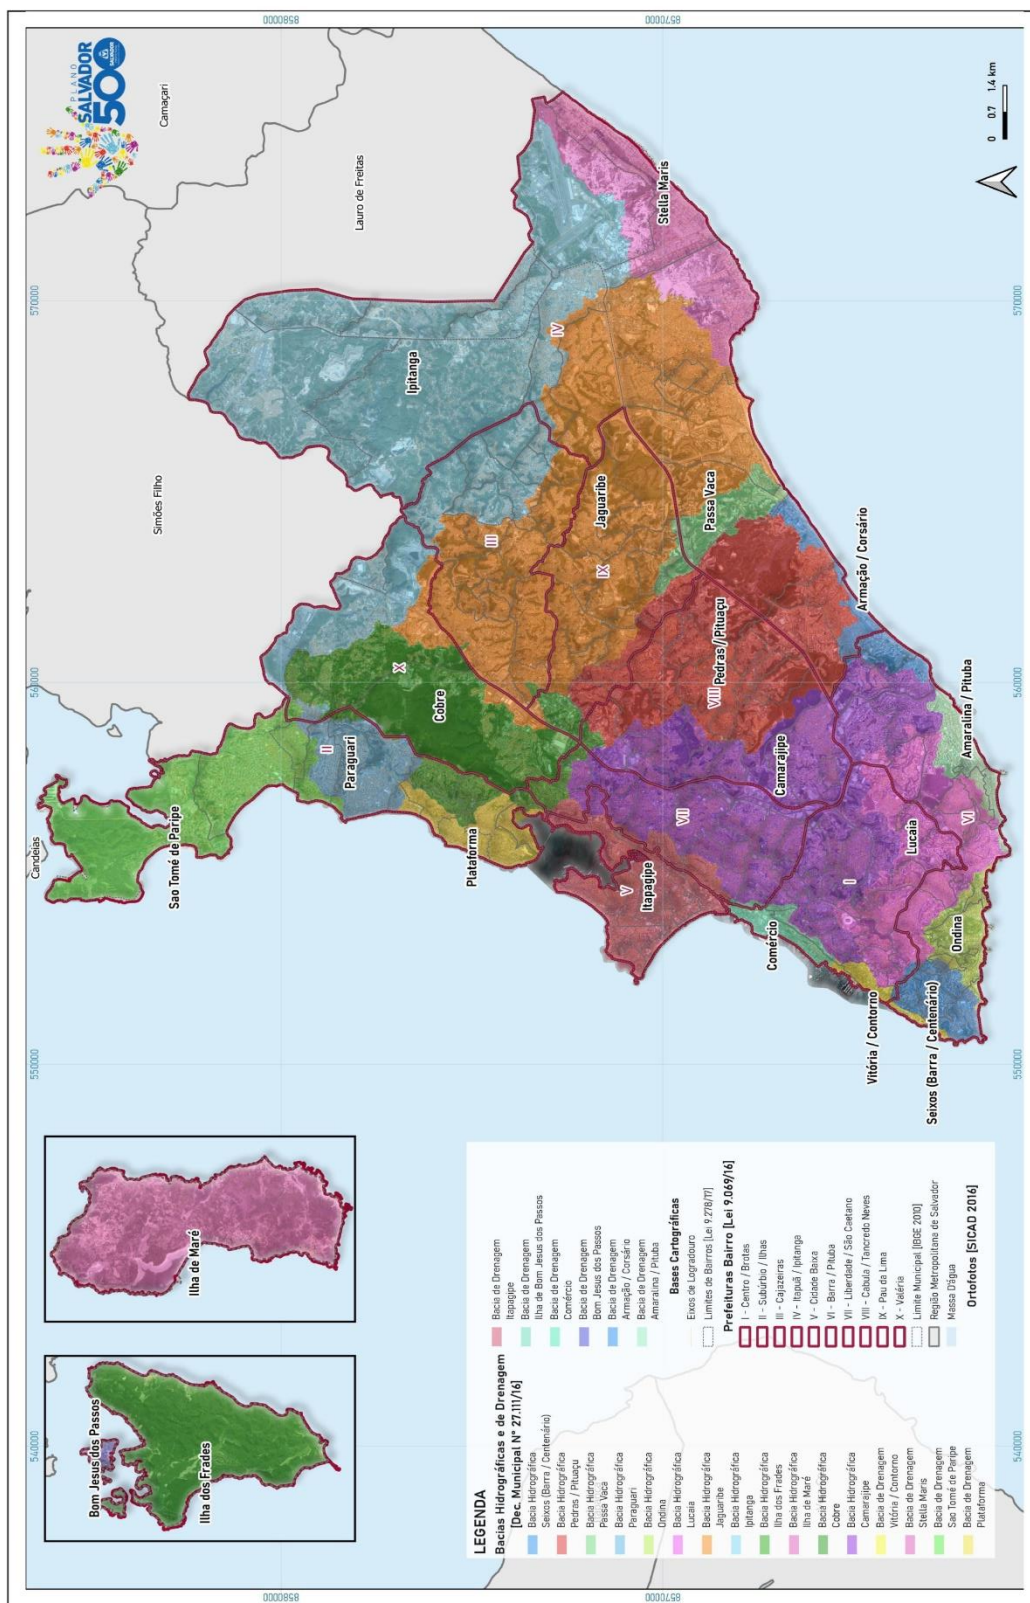 PLANO
SALVADOR
500
Camaçari
Lauro de Freitas
Simões Filho
Candeias
540000
550000
560000
570000
540000
550000
560000
570000
8580000
8570000
8580000
8570000
Bom Jesus dos Passos
Ilha dos Frades
Ilha de Maré
Sao Tomé de Paripe
II
Paraguari
Plataforma
X
Cobre
Ipitanga
III
IV
Jaguaribe
IX
Stella Maris
Passa Vaca
VIII
Pedras / Pituaçu
Armação / Corsário
V
Itapagipe
VII
Camarajipe
Comércio
I
Lucaia
VI
Amaralina / Pituba
Vitória / Contorno
Ondina
Seixos (Barra / Centenário)
0 0.7 1.4 km
LEGENDA
Bacias Hidrográficas e de Drenagem
[Dec. Municipal Nº 27.111/16)
Bacia Hidrográfica
Seixos (Barra / Centenário)
Bacia Hidrográfica
Pedras / Pituaçu
Bacia Hidrográfica
Passa Vaca
Bacia Hidrográfica
Paraguari
Bacia Hidrográfica
Ondina
Bacia Hidrográfica
Lucaia
Bacia Hidrográfica
Jaguaribe
Bacia Hidrográfica
Ipitanga
Bacia Hidrográfica
Ilha dos Frades
Bacia Hidrográfica
Ilha de Maré
Bacia Hidrográfica
Cobre
Bacia Hidrográfica
Camarajipe
Bacia de Drenagem
Vitória / Contorno
Bacia de Drenagem
Stella Maris
Bacia de Drenagem
Sao Tomé de Paripe
Bacia de Drenagem
Plataforma
Bacia de Drenagem
Itapagipe
Bacia de Drenagem
Ilha de Bom Jesus dos Passos
Bacia de Drenagem
Comércio
Bacia de Drenagem
Bom Jesus dos Passos
Bacia de Drenagem
Armação / Corsário
Bacia de Drenagem
Amaralina / Pituba
Bases Cartográficas
Eixos de Logradouro
Limites de Bairros [Lei 9.278/17]
Prefeituras Bairro [Lei 9.069/16]
I - Centro / Brotas
II - Subúrbio / Ilhas
III - Cajazeiras
IV - Itapuã / Ipitanga
V - Cidade Baixa
VI - Barra / Pituba
VII - Liberdade / São Caetano
VIII - Cabula / Tancredo Neves
IX - Pau da Lima
X - Valéria
Limite Municipal [IBGE 2010]
Região Metropolitana de Salvador
Massa D'água
Ortofotos [SICAD 2016]